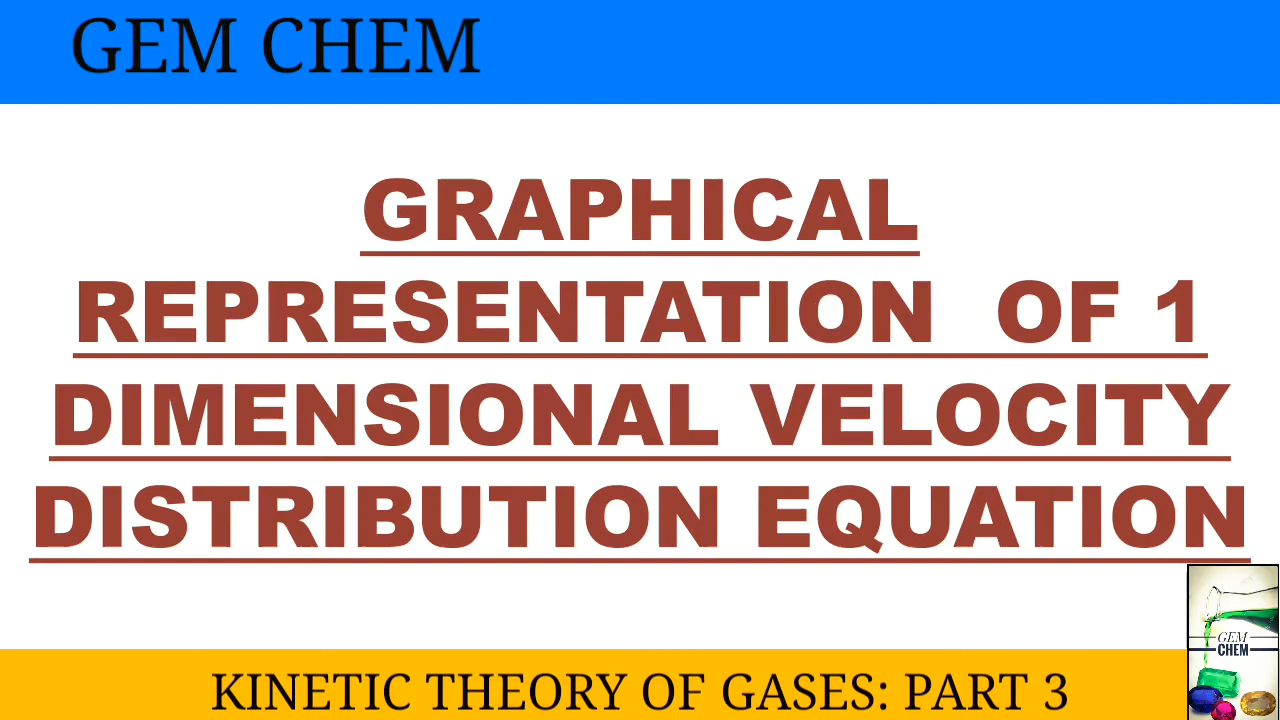 GEM CHEM
GRAPHICAL
REPRESENTATION OF 1
DIMENSIONAL VELOCITY
DISTRIBUTION EQUATION
GEM
CHEM
KINETIC THEORY OF GASES: PART 3